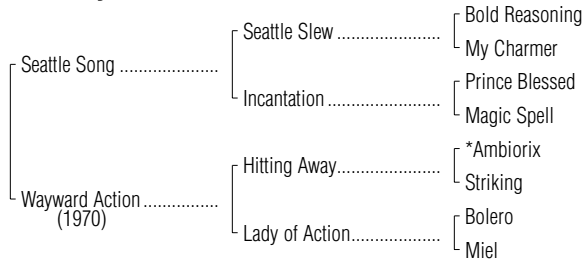 Bold Reasoning
Seattle Slew ..................
My Charmer
Seattle Song .....................
Prince Blessed
Incantation ....................
Magic Spell
*Ambiorix
Hitting Away..................
Striking
Wayward Action ................
(1970)
Bolero
Lady of Action................
Miel